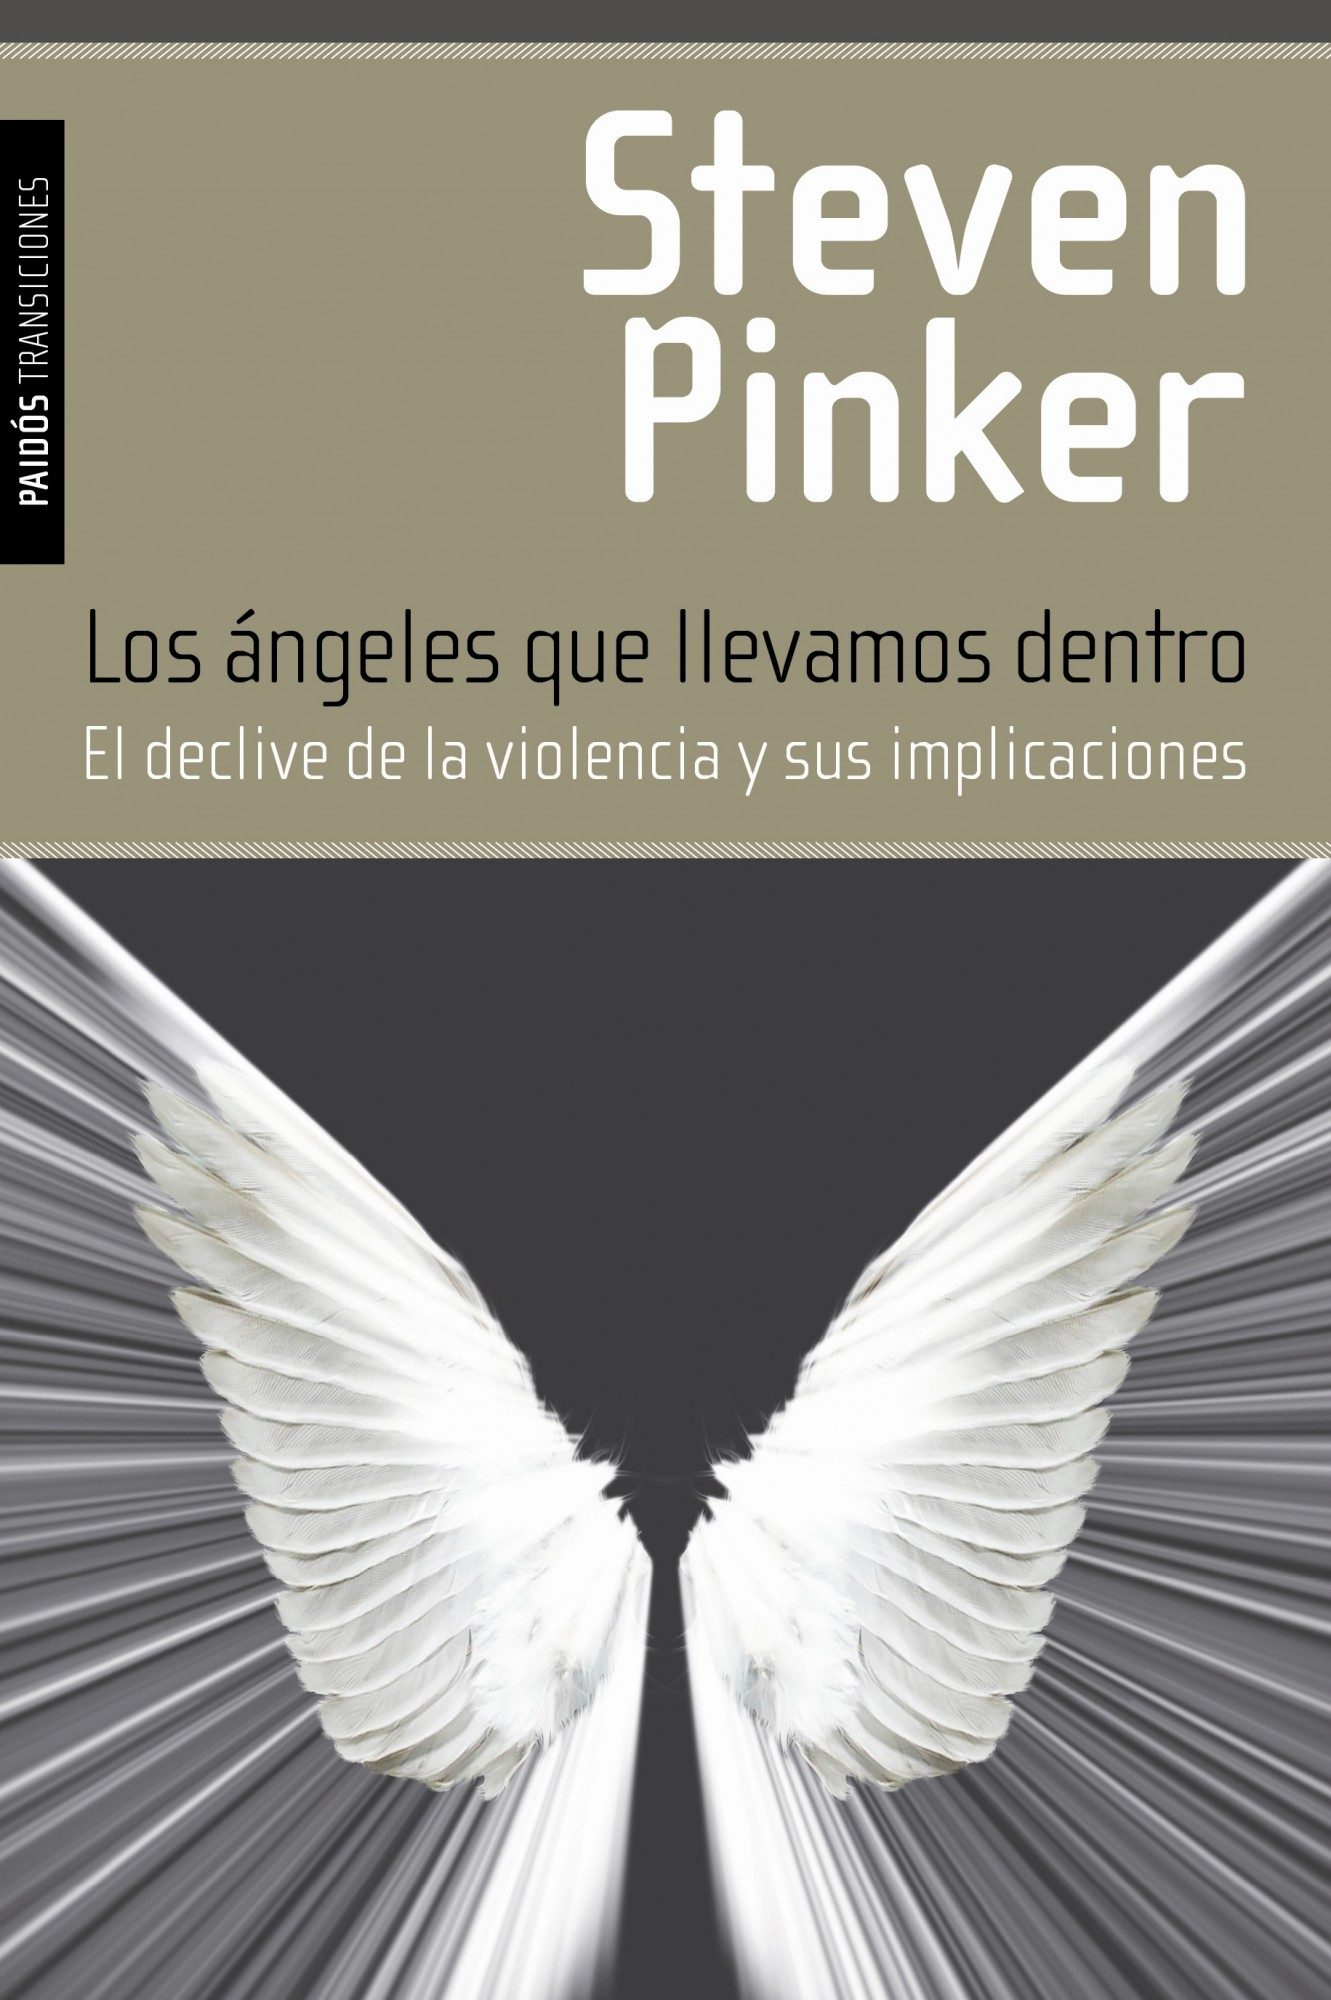 Steven
Pinker
PAIDÓS TRANSICIONES
Los ángeles que llevamos dentro
El declive de la violencia y sus implicaciones